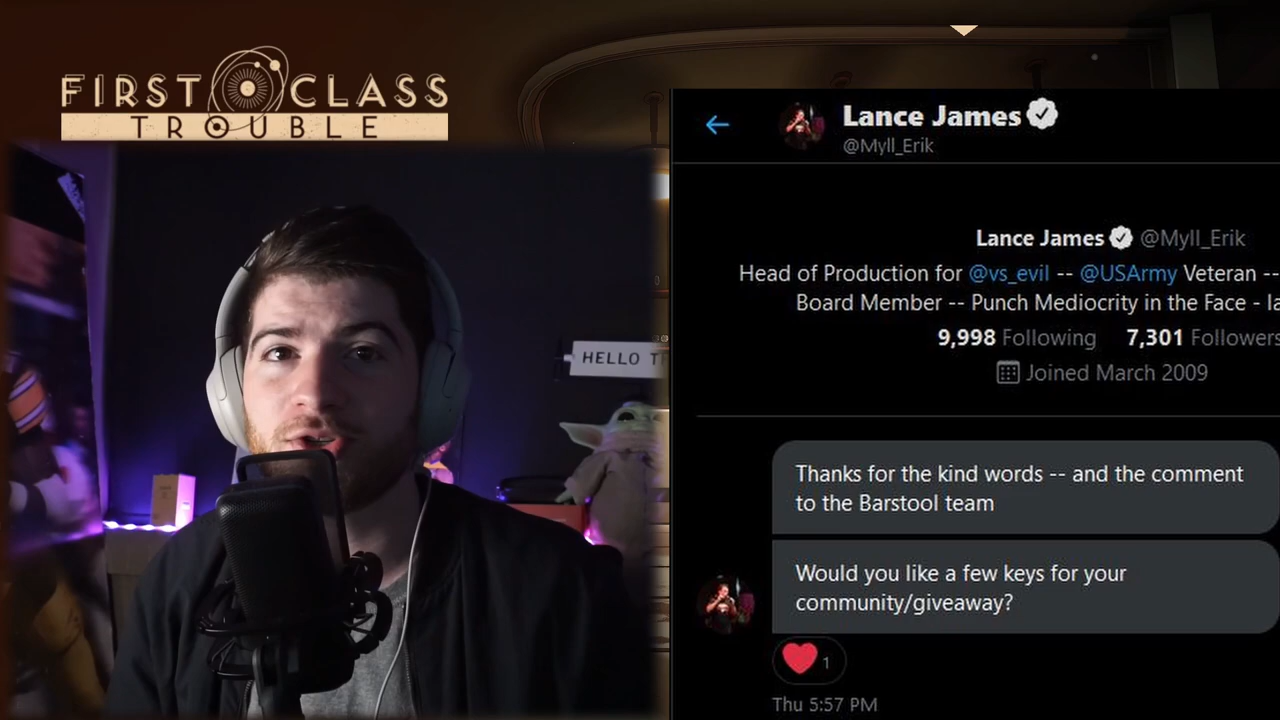 FIRST CLASS
TROUBLE
Lance James
@Myll_Erik
Lance James @Myll_Erik
Head of Production for @vs_evil -- @USArmy Veteran --
Board Member -- Punch Mediocrity in the Face -
9,998 Following 7,301 Followers
Joined March 2009
HELLO
Thanks for the kind words -- and the comment
to the Barstool team
Would you like a few keys for your
community/giveaway?
1
Thu 5:57 PM